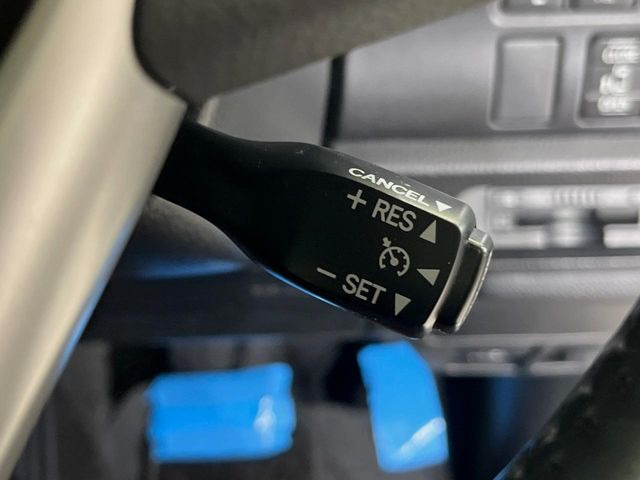 CANCEL ▼
+ RES ▲
◀
− SET ▼